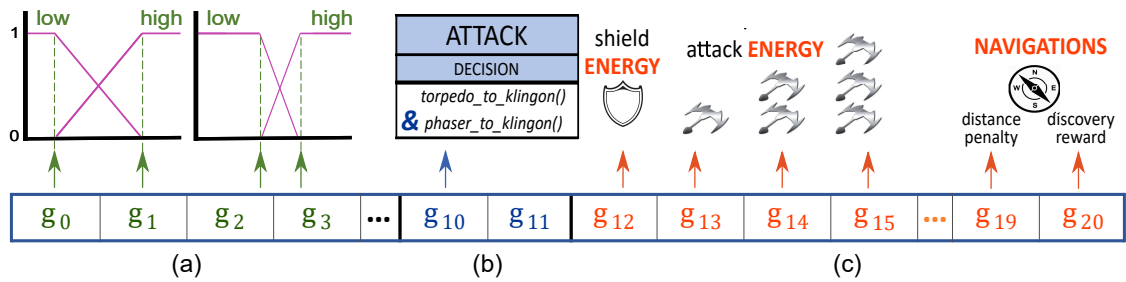 low high low high
1
0
ATTACK
DECISION
torpedo_to_klingon()
& phaser_to_klingon()
shield
ENERGY
attack ENERGY
NAVIGATIONS
N
W O E
S
distance
penalty
discovery
reward
g0 g1 g2 g3 ••• g10 g11 g12 g13 g14 g15 ••• g19 g20
(a) (b) (c)